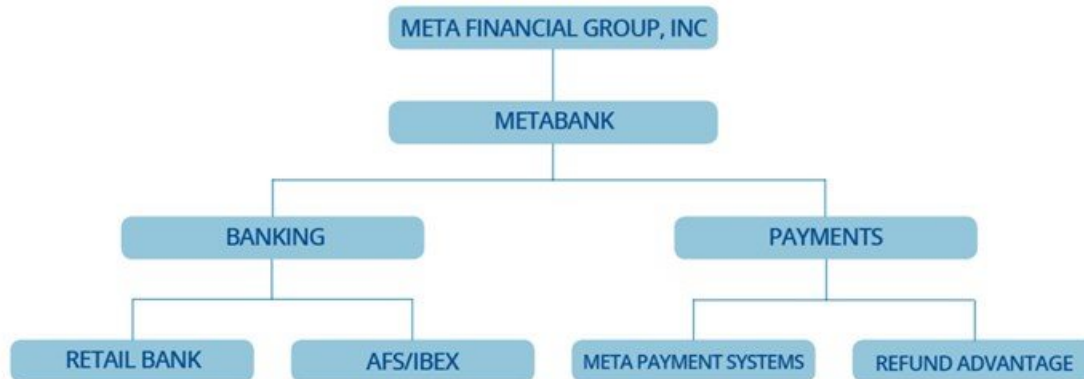 META FINANCIAL GROUP, INC
METABANK
BANKING
PAYMENTS
RETAIL BANK
AFS/IBEX
META PAYMENT SYSTEMS
REFUND ADVANTAGE